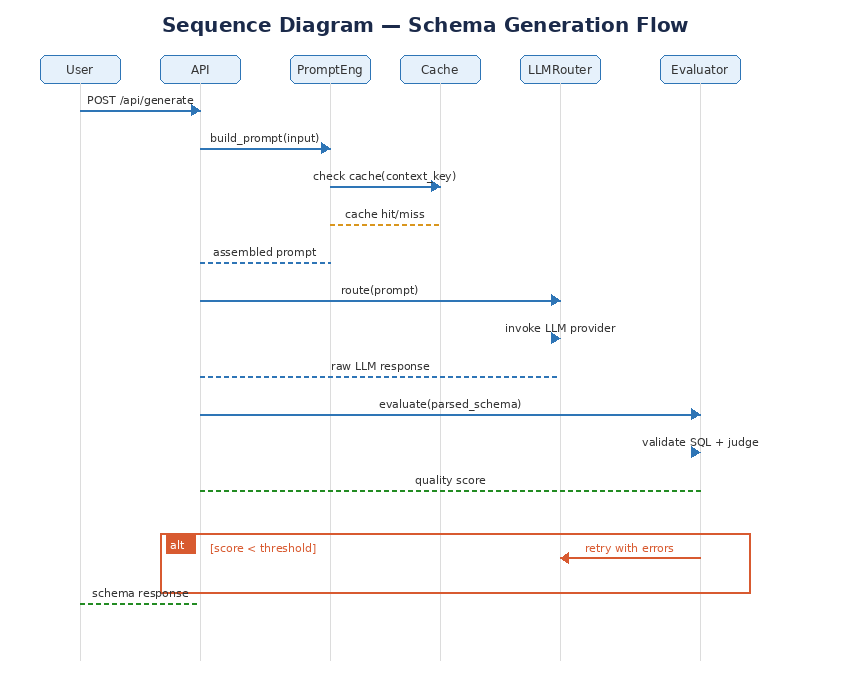 Sequence Diagram — Schema Generation Flow
User
API
PromptEng
Cache
LLMRouter
Evaluator
POST /api/generate
build_prompt(input)
check cache(context_key)
cache hit/miss
assembled prompt
route(prompt)
invoke LLM provider
raw LLM response
evaluate(parsed_schema)
validate SQL + judge
quality score
alt
[score < threshold]
retry with errors
schema response